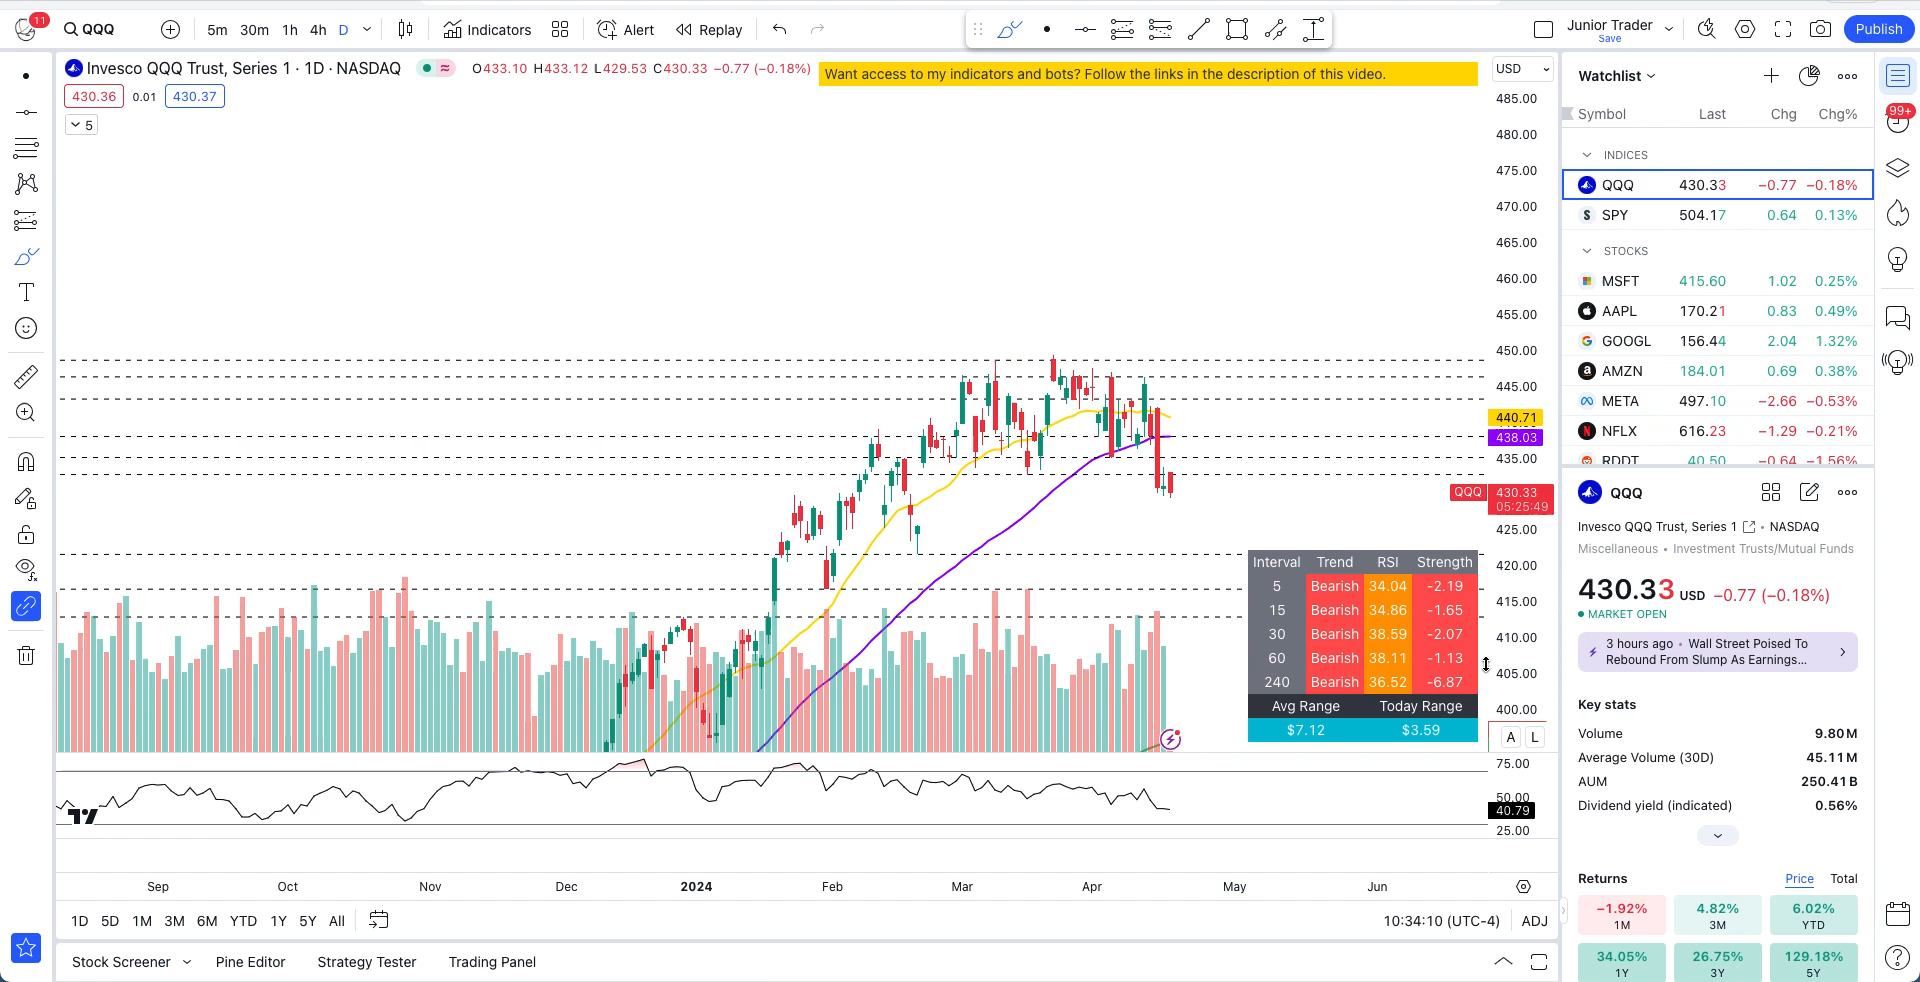 11
QQQ
5m 30m 1h 4h D
Indicators
Alert
Replay
Junior Trader
Save
Publish
Invesco QQQ Trust, Series 1 · 1D · NASDAQ
O433.10 H433.12 L429.53 C430.33 −0.77 (−0.18%)
Want access to my indicators and bots? Follow the links in the description of this video.
USD
430.36 0.01 430.37
5
485.00
480.00
475.00
470.00
465.00
460.00
455.00
450.00
445.00
440.71
438.03
435.00
QQQ 430.33
05:25:49
425.00
420.00
415.00
410.00
405.00
400.00
A L
75.00
50.00
40.79
25.00
Interval Trend RSI Strength
5 Bearish 34.04 -2.19
15 Bearish 34.86 -1.65
30 Bearish 38.59 -2.07
60 Bearish 38.11 -1.13
240 Bearish 36.52 -6.87
Avg Range Today Range
$7.12 $3.59
Sep Oct Nov Dec 2024 Feb Mar Apr May Jun
1D 5D 1M 3M 6M YTD 1Y 5Y All
10:34:10 (UTC-4) ADJ
Stock Screener Pine Editor Strategy Tester Trading Panel
Watchlist
Symbol Last Chg Chg%
INDICES
QQQ 430.33 −0.77 −0.18%
SPY 504.17 0.64 0.13%
STOCKS
MSFT 415.60 1.02 0.25%
AAPL 170.21 0.83 0.49%
GOOGL 156.44 2.04 1.32%
AMZN 184.01 0.69 0.38%
META 497.10 −2.66 −0.53%
NFLX 616.23 −1.29 −0.21%
RDDT 40.50 −0.64 −1.56%
99+
QQQ
Invesco QQQ Trust, Series 1 • NASDAQ
Miscellaneous • Investment Trusts/Mutual Funds
430.33 USD −0.77 (−0.18%)
MARKET OPEN
3 hours ago · Wall Street Poised To
Rebound From Slump As Earnings...
Key stats
Volume 9.80M
Average Volume (30D) 45.11M
AUM 250.41B
Dividend yield (indicated) 0.56%
Returns Price Total
−1.92% 4.82% 6.02%
1M 3M YTD
34.05% 26.75% 129.18%
1Y 3Y 5Y